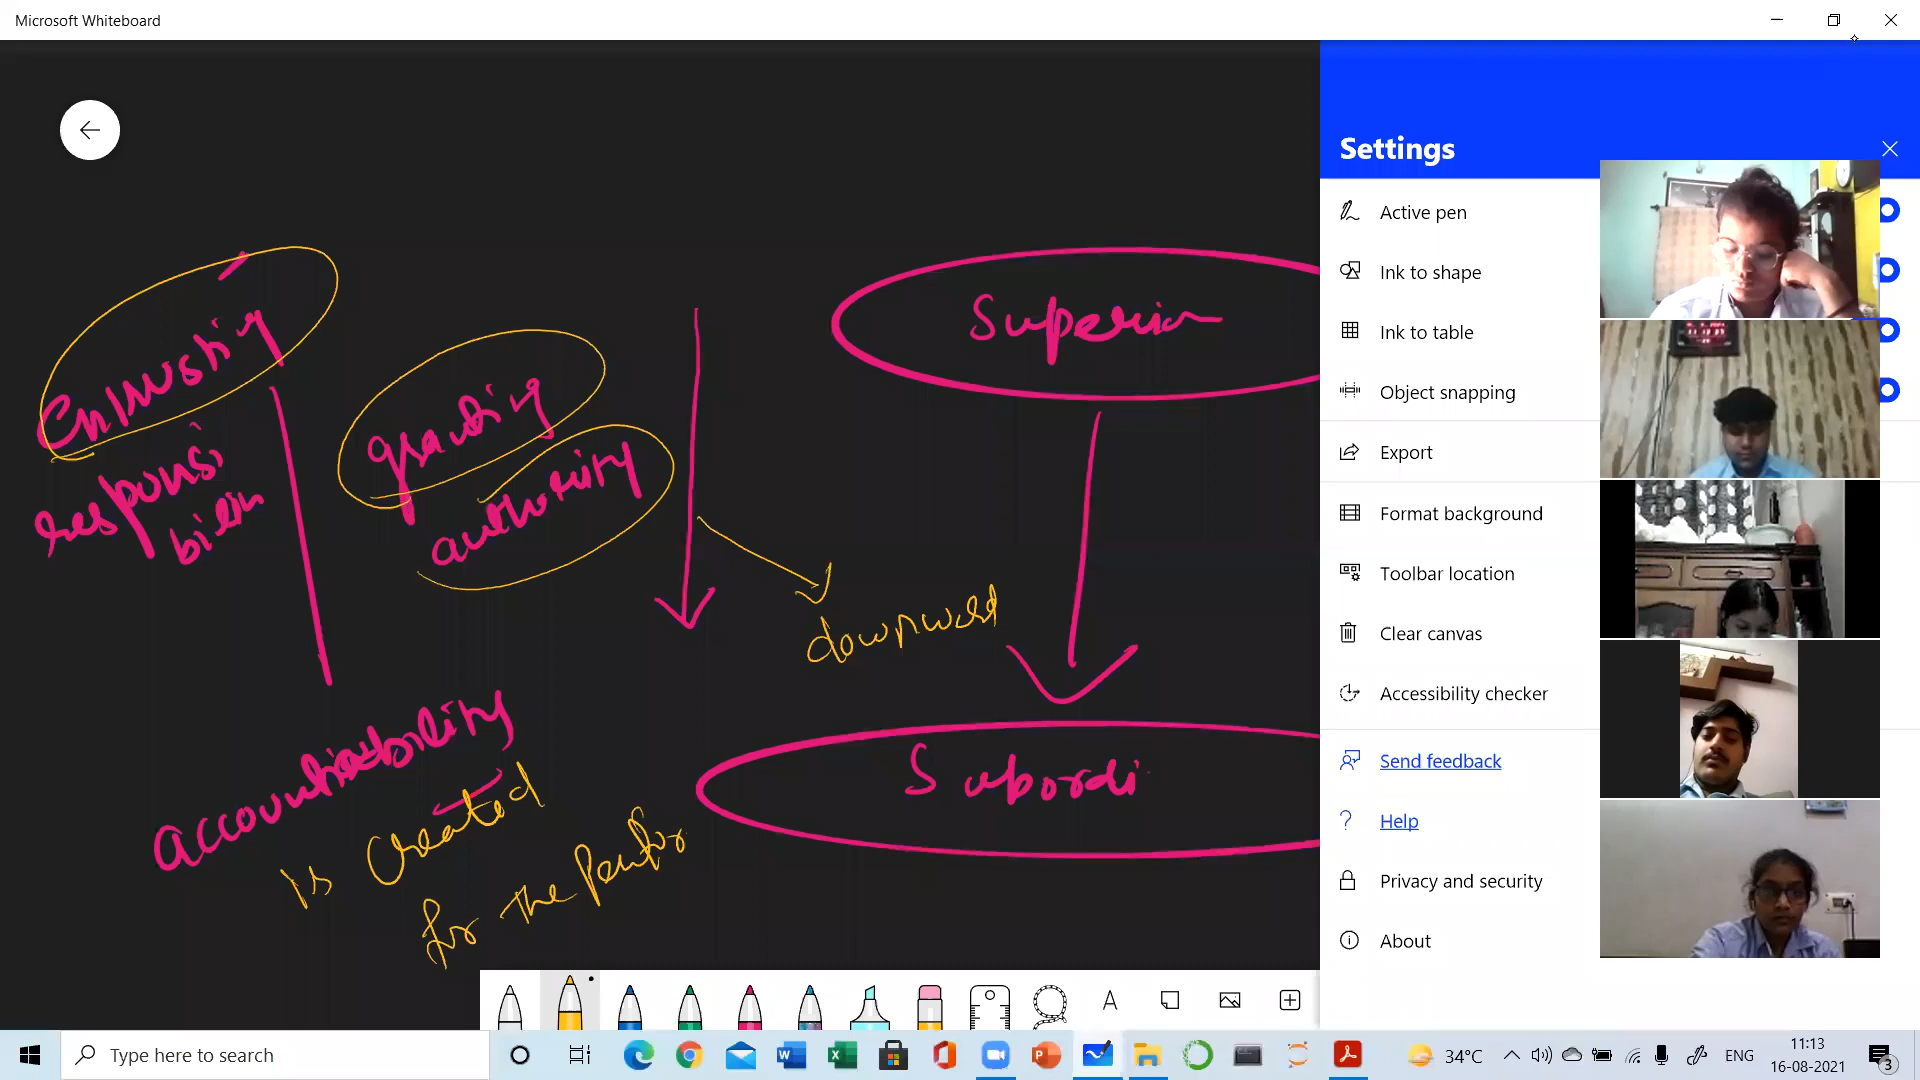 Microsoft Whiteboard
Settings
Active pen
Ink to shape
Ink to table
Object snapping
Export
Format background
Toolbar location
Clear canvas
Accessibility checker
Send feedback
Help
Privacy and security
About
Entrusting
responsi
granting
authority
downward
accountability
is Created
for the Perfor
Superior
Subordi
Type here to search
34°C
ENG
11:13
16-08-2021
3